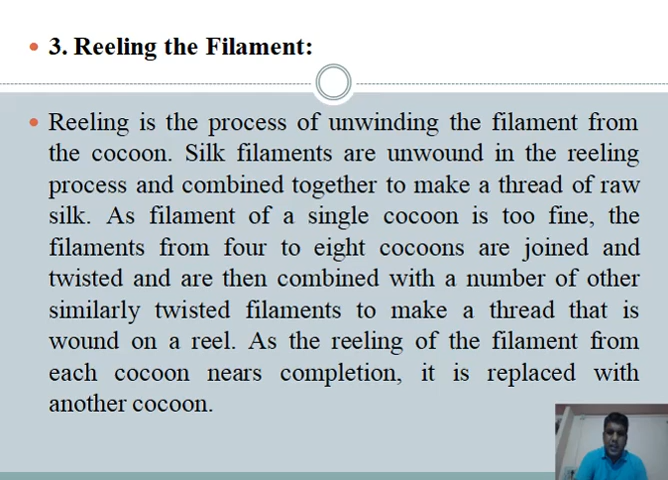 • 3. Reeling the Filament:
• Reeling is the process of unwinding the filament from
the cocoon. Silk filaments are unwound in the reeling
process and combined together to make a thread of raw
silk. As filament of a single cocoon is too fine, the
filaments from four to eight cocoons are joined and
twisted and are then combined with a number of other
similarly twisted filaments to make a thread that is
wound on a reel. As the reeling of the filament from
each cocoon nears completion, it is replaced with
another cocoon.